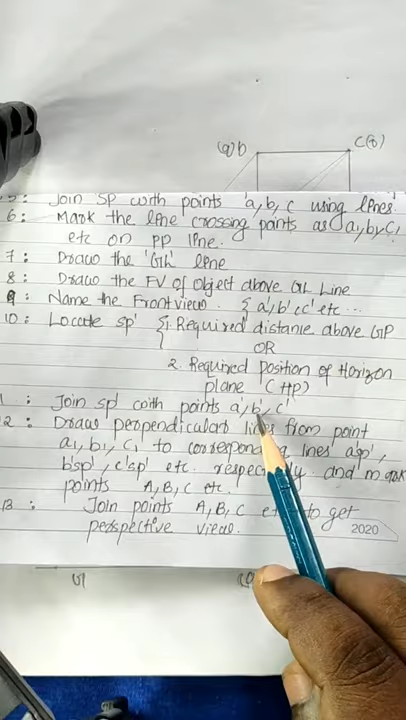 (a) b
c (8)
5: Join SP with points a, b, c using lines.
6: Mark the line crossing points as a₁, b₁, c₁
etc on PP line.
7: Draw the 'GL' line
8: Draw the FV of Object above GL Line
9: Name the Front view { a', b', c' etc...
10: Locate sp' { 1. Required distance above GP
OR
2. Required position of Horizon
plane (HP)
1: Join sp' with points a', b', c'
12: Draw perpendicular lines from point
a₁, b₁, c₁ to corresponding lines a'sp',
b'sp', c'sp' etc. respectively and mark
points A, B, C etc.
13: Join points A, B, C to get
perspective view.
2020